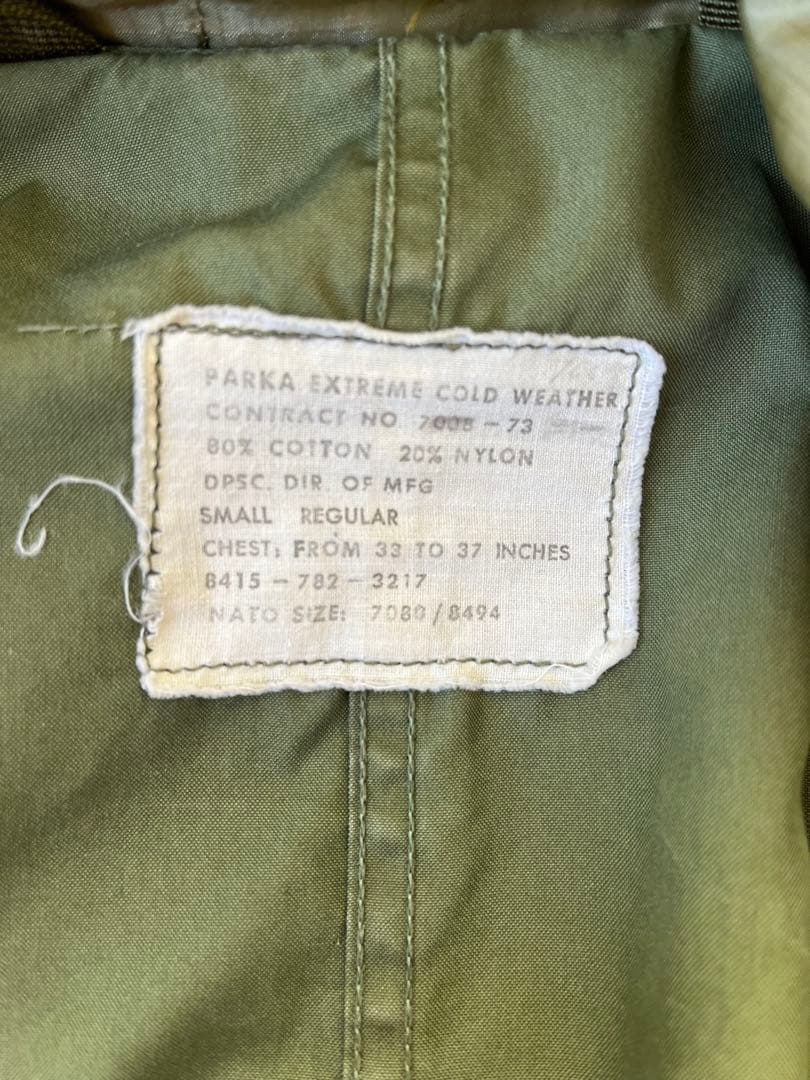 PARKA EXTREME COLD WEATHER
CONTRACT NO 7008-73
80% COTTON 20% NYLON
DPSC. DIR. OF MFG
SMALL REGULAR
CHEST: FROM 33 TO 37 INCHES
8415-782-3217
NATO SIZE: 7080/8494